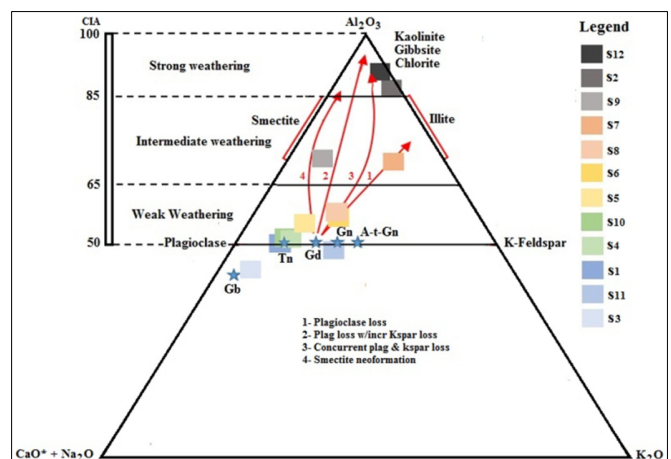 CIA
Al2O3
Legend
100
Kaolinite
Gibbsite
Chlorite
Strong weathering
85
Smectite
Illite
Intermediate weathering
4 2 3 1
65
Weak Weathering
50
Plagioclase
K-Feldspar
Tn
Gd
Gn
A-t-Gn
Gb
1- Plagioclase loss
2- Plag loss w/incr Kspar loss
3- Concurrent plag & kspar loss
4- Smectite neoformation
CaO* + Na2O
K2O
S12
S2
S9
S7
S8
S6
S5
S10
S4
S1
S11
S3